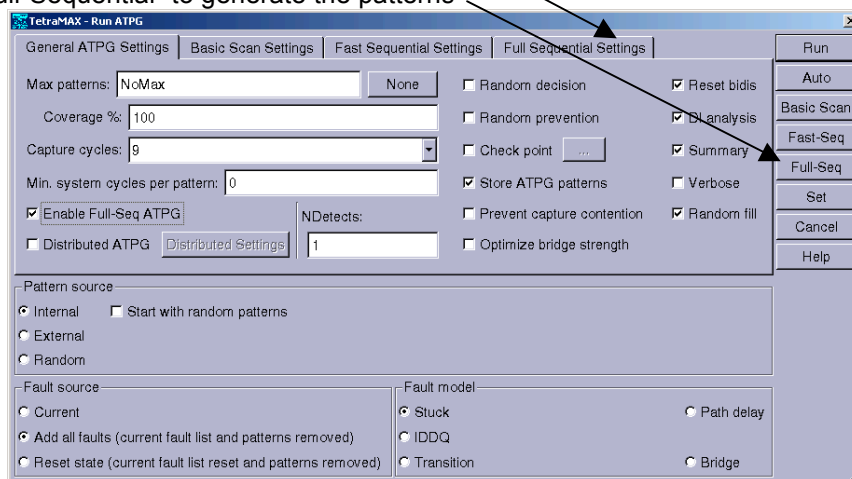 Sequential' to generate the patterns
TetraMAX - Run ATPG
General ATPG Settings Basic Scan Settings Fast Sequential Settings Full Sequential Settings
Max patterns: NoMax None
Coverage %: 100
Capture cycles: 9
Min. system cycles per pattern: 0
Enable Full-Seq ATPG
Distributed ATPG Distributed Settings
NDetects:
1
Random decision
Random prevention
Check point ...
Store ATPG patterns
Prevent capture contention
Optimize bridge strength
Reset bidis
DI analysis
Summary
Verbose
Random fill
Run
Auto
Basic Scan
Fast-Seq
Full-Seq
Set
Cancel
Help
Pattern source
Internal Start with random patterns
External
Random
Fault source
Current
Add all faults (current fault list and patterns removed)
Reset state (current fault list reset and patterns removed)
Fault model
Stuck Path delay
IDDQ
Transition Bridge